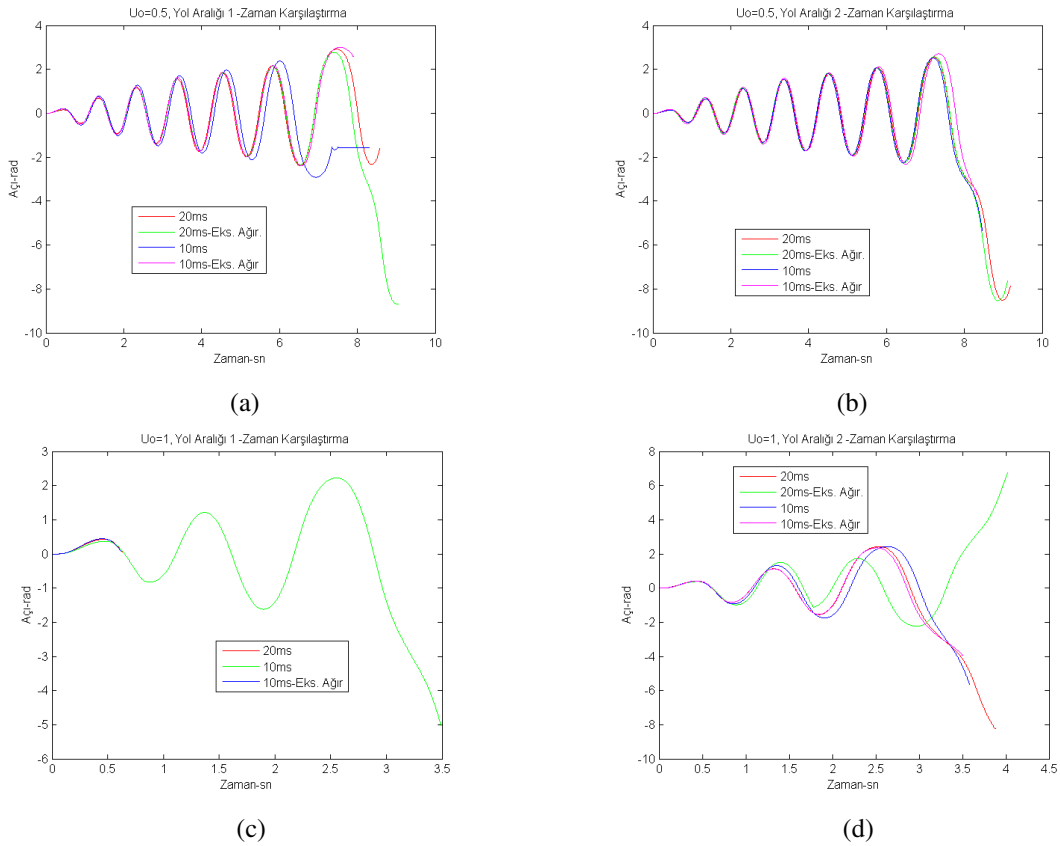 Uo=0.5, Yol Aralığı 1 -Zaman Karşılaştırma
4
2
0
-2
-4
-6
-8
-10
Açı-rad
20ms
20ms-Eks. Ağır.
10ms
10ms-Eks. Ağır
0 2 4 6 8 10
Zaman-sn
(a)
Uo=0.5, Yol Aralığı 2 -Zaman Karşılaştırma
4
2
0
-2
-4
-6
-8
-10
Açı-rad
20ms
20ms-Eks. Ağır.
10ms
10ms-Eks. Ağır
0 2 4 6 8 10
Zaman-sn
(b)
Uo=1, Yol Aralığı 1 -Zaman Karşılaştırma
3
2
1
0
-1
-2
-3
-4
-5
-6
Açı-rad
20ms
10ms
10ms-Eks. Ağır
0 0.5 1 1.5 2 2.5 3 3.5
Zaman-sn
(c)
Uo=1, Yol Aralığı 2 -Zaman Karşılaştırma
8
6
4
2
0
-2
-4
-6
-8
-10
Açı-rad
20ms
20ms-Eks. Ağır.
10ms
10ms-Eks. Ağır
0 0.5 1 1.5 2 2.5 3 3.5 4 4.5
Zaman-sn
(d)